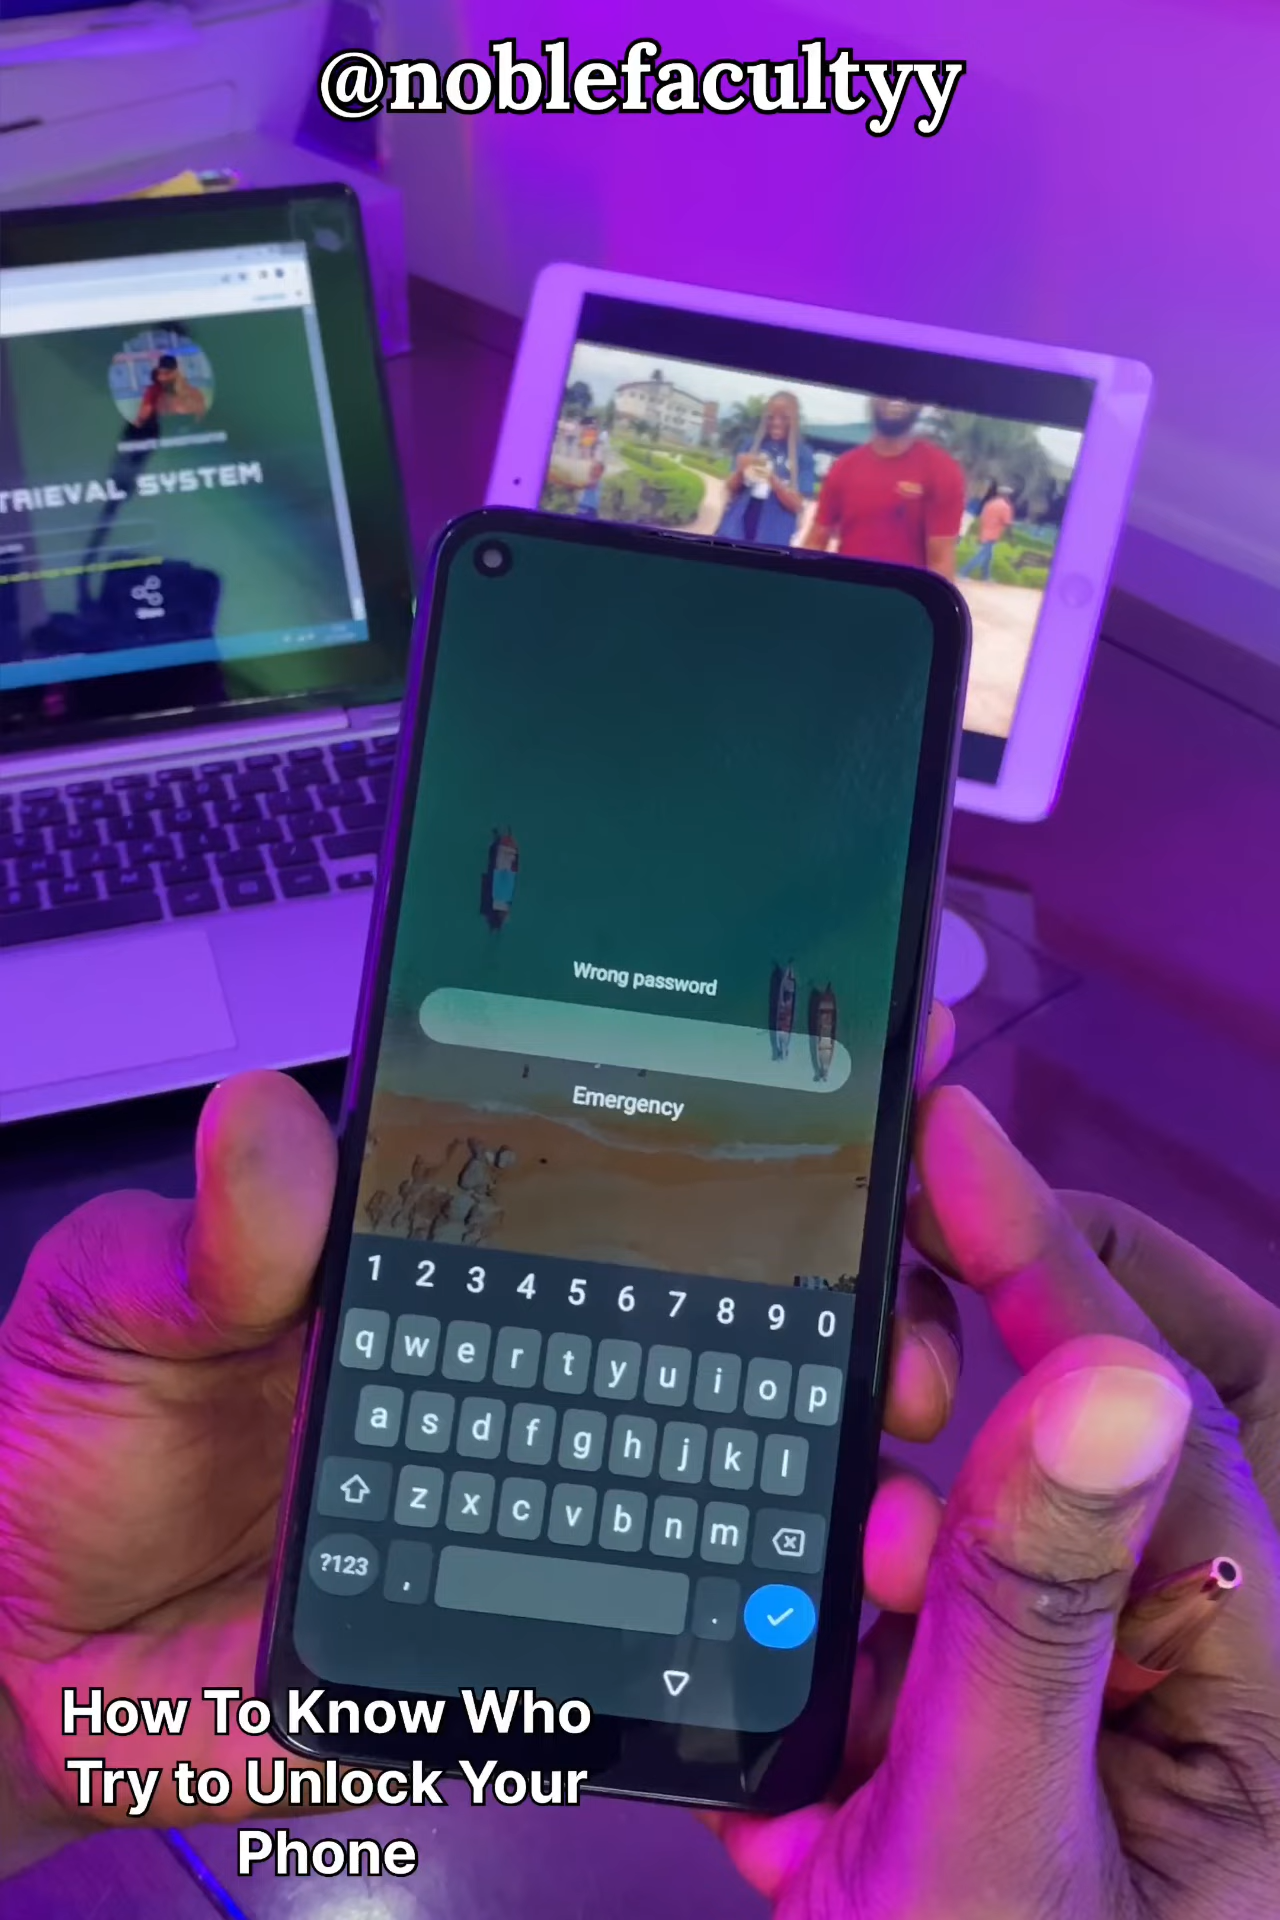 @noblefacultyy
TRIEVAL SYSTEM
Wrong password
Emergency
1 2 3 4 5 6 7 8 9 0
q w e r t y u i o p
a s d f g h j k l
z x c v b n m
?123 , .
How To Know Who
Try to Unlock Your
Phone